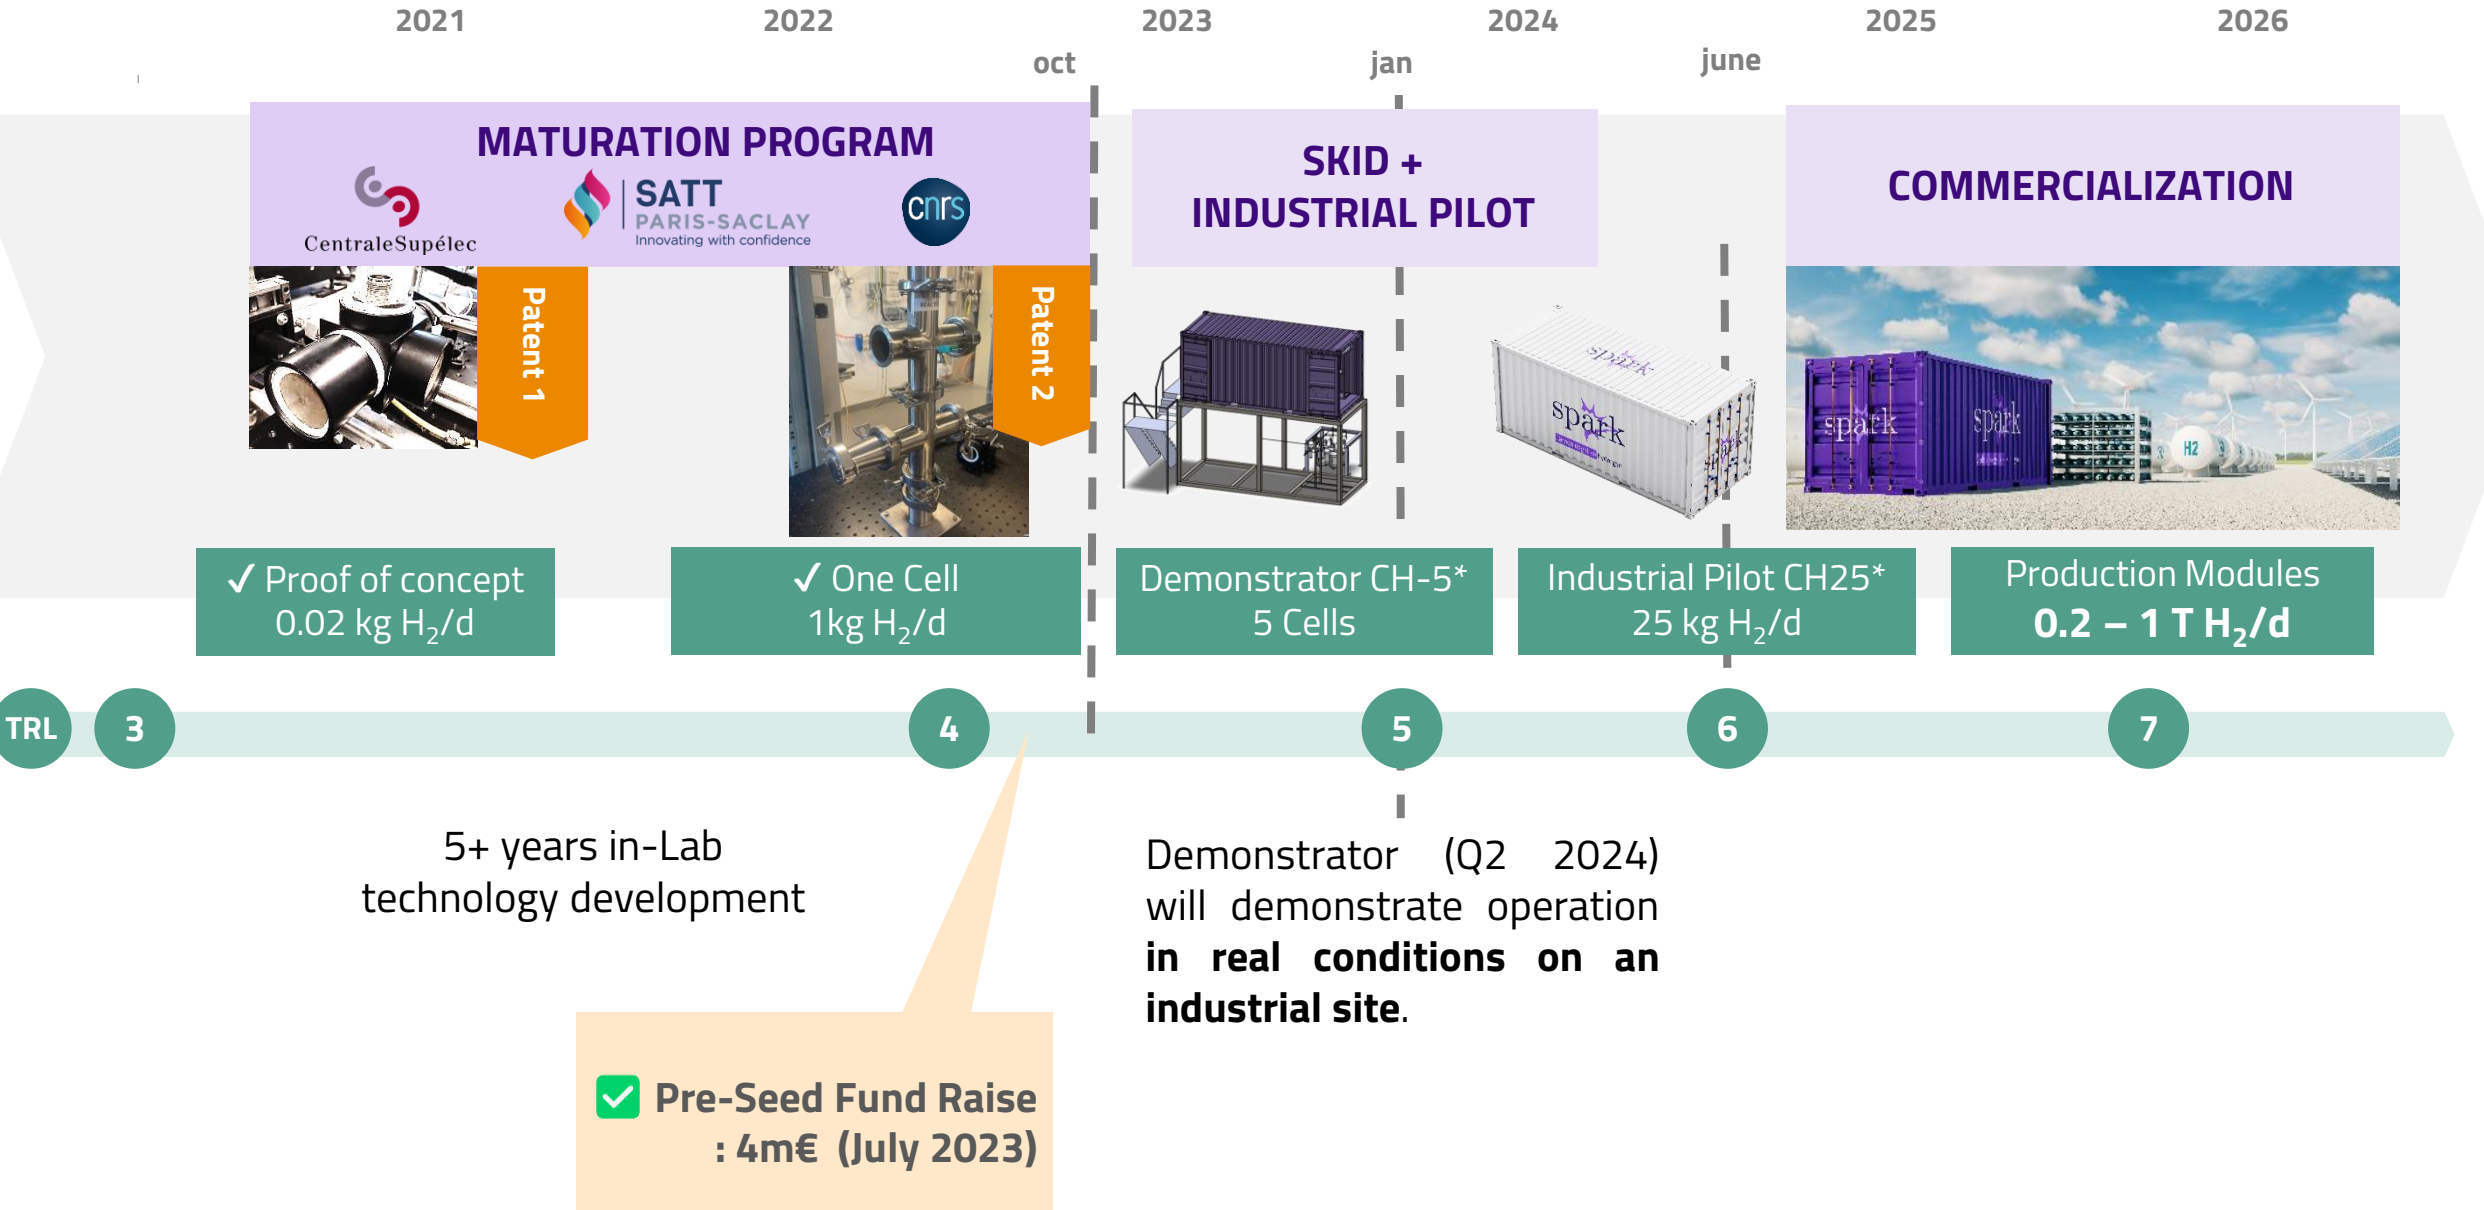 2021 2022 2023 2024 2025 2026
oct jan june
MATURATION PROGRAM
CentraleSupélec
SATT
PARIS-SACLAY
Innovating with confidence
cnrs
SKID +
INDUSTRIAL PILOT
COMMERCIALIZATION
Patent 1
Patent 2
spark
spark
spark
spark
H2
✓ Proof of concept
0.02 kg H₂/d
✓ One Cell
1kg H₂/d
Demonstrator CH-5*
5 Cells
Industrial Pilot CH25*
25 kg H₂/d
Production Modules
0.2 – 1 T H₂/d
TRL 3 4 5 6 7
5+ years in-Lab
technology development
Demonstrator (Q2 2024)
will demonstrate operation
in real conditions on an
industrial site.
✅ Pre-Seed Fund Raise
: 4m€ (July 2023)